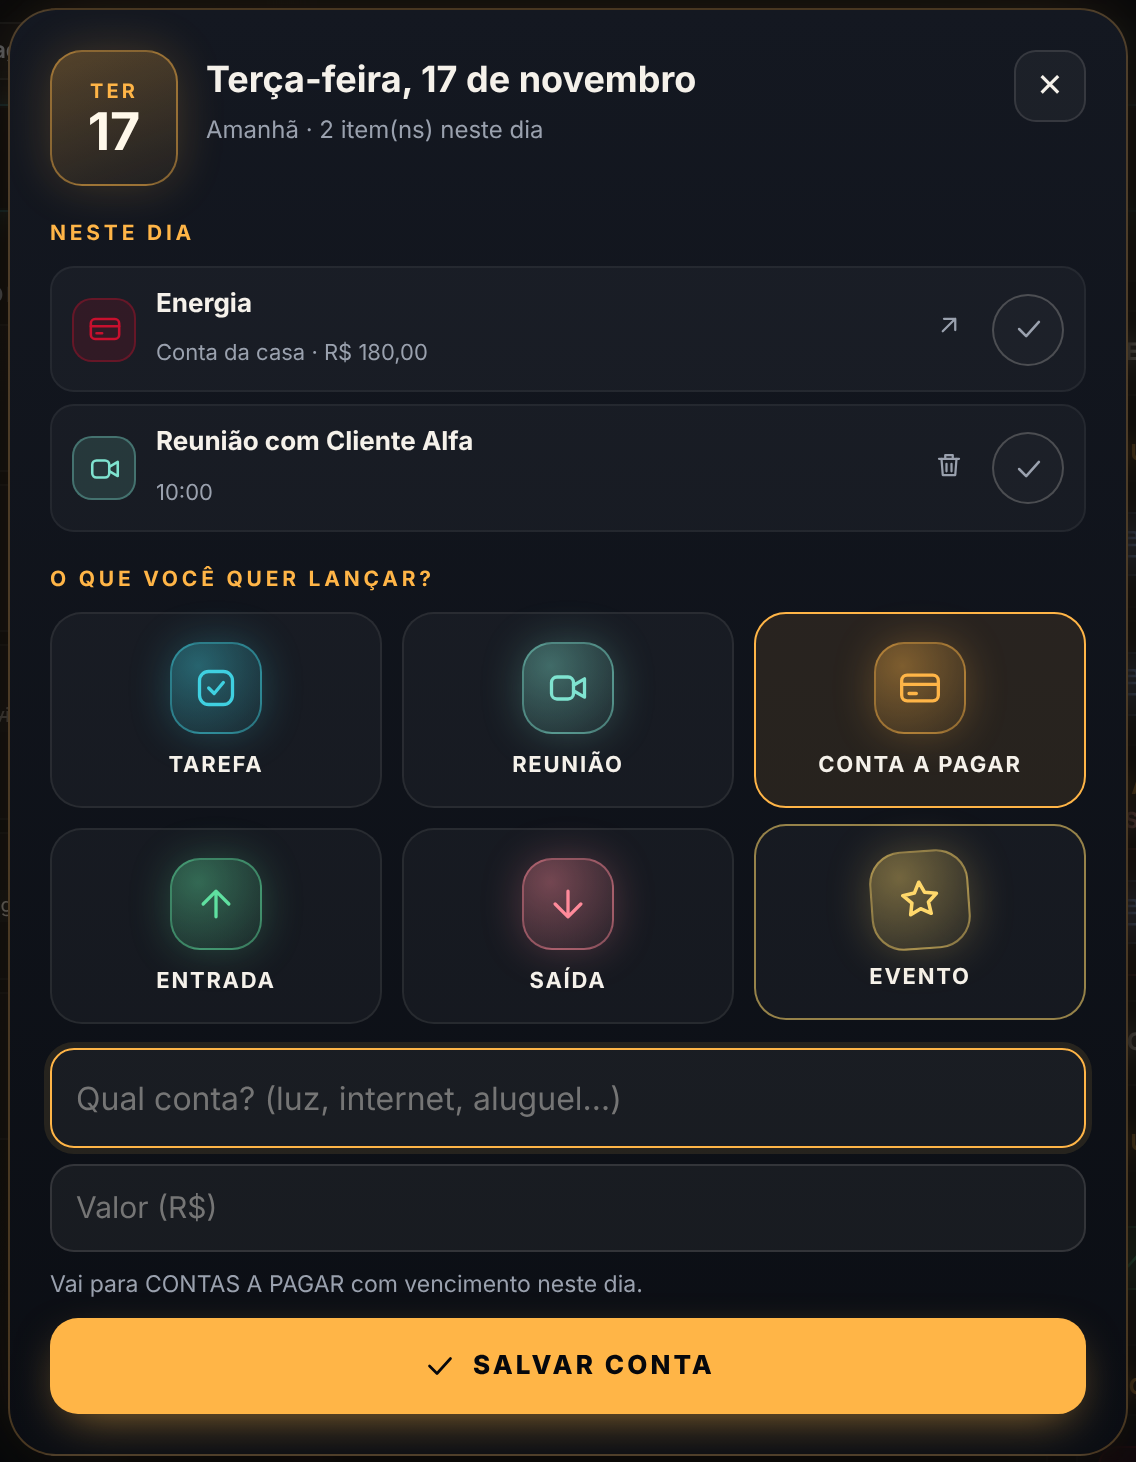 TER
17
Terça-feira, 17 de novembro
Amanhã · 2 item(ns) neste dia
NESTE DIA
Energia
Conta da casa · R$ 180,00
Reunião com Cliente Alfa
10:00
O QUE VOCÊ QUER LANÇAR?
TAREFA
REUNIÃO
CONTA A PAGAR
ENTRADA
SAÍDA
EVENTO
Qual conta? (luz, internet, aluguel...)
Valor (R$)
Vai para CONTAS A PAGAR com vencimento neste dia.
SALVAR CONTA